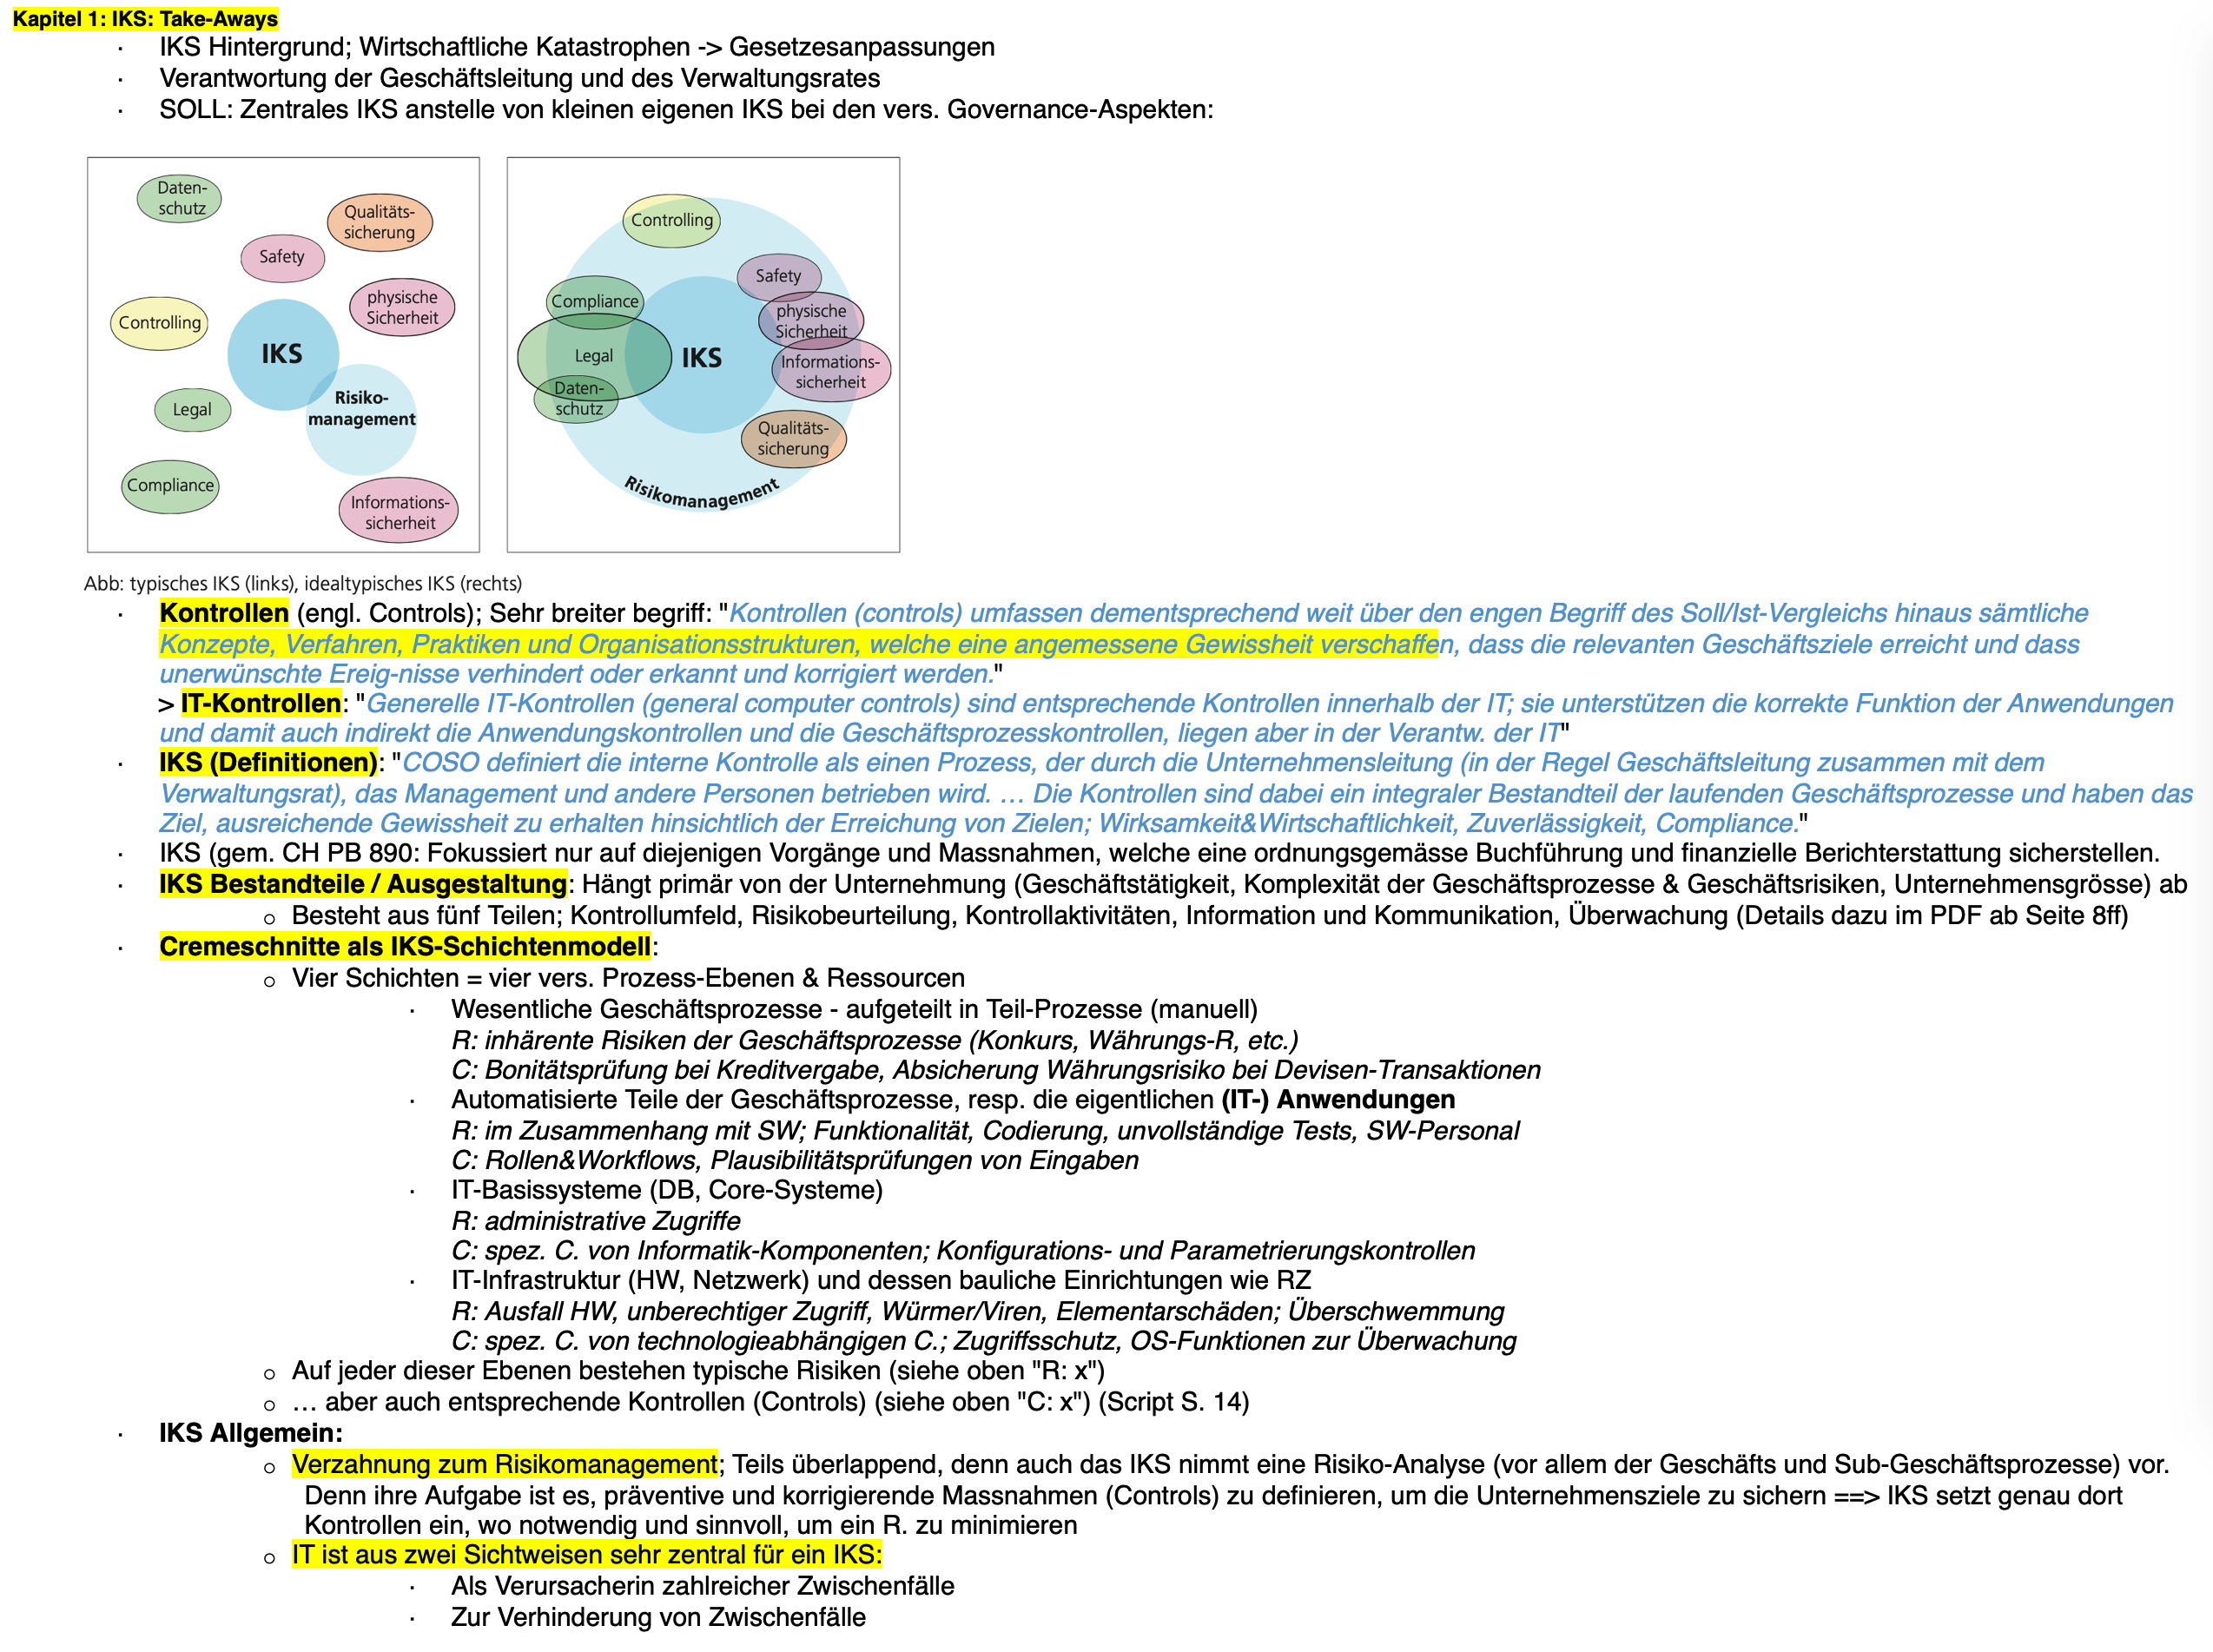 Kapitel 1: IKS: Take-Aways
· IKS Hintergrund; Wirtschaftliche Katastrophen -> Gesetzesanpassungen
· Verantwortung der Geschäftsleitung und des Verwaltungsrates
· SOLL: Zentrales IKS anstelle von kleinen eigenen IKS bei den vers. Governance-Aspekten:
Daten-
schutz
Qualitäts-
sicherung
Safety
physische
Sicherheit
Controlling
IKS
Risiko-
management
Legal
Compliance
Informations-
sicherheit
Controlling
Safety
Compliance
physische
Sicherheit
Legal
IKS
Informations-
sicherheit
Daten-
schutz
Qualitäts-
sicherung
Risikomanagement
Abb: typisches IKS (links), idealtypisches IKS (rechts)
· Kontrollen (engl. Controls); Sehr breiter begriff: "Kontrollen (controls) umfassen dementsprechend weit über den engen Begriff des Soll/Ist-Vergleichs hinaus sämtliche
Konzepte, Verfahren, Praktiken und Organisationsstrukturen, welche eine angemessene Gewissheit verschaffen, dass die relevanten Geschäftsziele erreicht und dass
unerwünschte Ereig-nisse verhindert oder erkannt und korrigiert werden."
> IT-Kontrollen: "Generelle IT-Kontrollen (general computer controls) sind entsprechende Kontrollen innerhalb der IT; sie unterstützen die korrekte Funktion der Anwendungen
und damit auch indirekt die Anwendungskontrollen und die Geschäftsprozesskontrollen, liegen aber in der Verantw. der IT"
· IKS (Definitionen): "COSO definiert die interne Kontrolle als einen Prozess, der durch die Unternehmensleitung (in der Regel Geschäftsleitung zusammen mit dem
Verwaltungsrat), das Management und andere Personen betrieben wird. … Die Kontrollen sind dabei ein integraler Bestandteil der laufenden Geschäftsprozesse und haben das
Ziel, ausreichende Gewissheit zu erhalten hinsichtlich der Erreichung von Zielen; Wirksamkeit&Wirtschaftlichkeit, Zuverlässigkeit, Compliance."
· IKS (gem. CH PB 890: Fokussiert nur auf diejenigen Vorgänge und Massnahmen, welche eine ordnungsgemässe Buchführung und finanzielle Berichterstattung sicherstellen.
· IKS Bestandteile / Ausgestaltung: Hängt primär von der Unternehmung (Geschäftstätigkeit, Komplexität der Geschäftsprozesse & Geschäftsrisiken, Unternehmensgrösse) ab
o Besteht aus fünf Teilen; Kontrollumfeld, Risikobeurteilung, Kontrollaktivitäten, Information und Kommunikation, Überwachung (Details dazu im PDF ab Seite 8ff)
· Cremeschnitte als IKS-Schichtenmodell:
o Vier Schichten = vier vers. Prozess-Ebenen & Ressourcen
· Wesentliche Geschäftsprozesse - aufgeteilt in Teil-Prozesse (manuell)
R: inhärente Risiken der Geschäftsprozesse (Konkurs, Währungs-R, etc.)
C: Bonitätsprüfung bei Kreditvergabe, Absicherung Währungsrisiko bei Devisen-Transaktionen
· Automatisierte Teile der Geschäftsprozesse, resp. die eigentlichen (IT-) Anwendungen
R: im Zusammenhang mit SW; Funktionalität, Codierung, unvollständige Tests, SW-Personal
C: Rollen&Workflows, Plausibilitätsprüfungen von Eingaben
· IT-Basissysteme (DB, Core-Systeme)
R: administrative Zugriffe
C: spez. C. von Informatik-Komponenten; Konfigurations- und Parametrierungskontrollen
· IT-Infrastruktur (HW, Netzwerk) und dessen bauliche Einrichtungen wie RZ
R: Ausfall HW, unberechtiger Zugriff, Würmer/Viren, Elementarschäden; Überschwemmung
C: spez. C. von technologieabhängigen C.; Zugriffsschutz, OS-Funktionen zur Überwachung
o Auf jeder dieser Ebenen bestehen typische Risiken (siehe oben "R: x")
o … aber auch entsprechende Kontrollen (Controls) (siehe oben "C: x") (Script S. 14)
· IKS Allgemein:
o Verzahnung zum Risikomanagement; Teils überlappend, denn auch das IKS nimmt eine Risiko-Analyse (vor allem der Geschäfts und Sub-Geschäftsprozesse) vor.
Denn ihre Aufgabe ist es, präventive und korrigierende Massnahmen (Controls) zu definieren, um die Unternehmensziele zu sichern ==> IKS setzt genau dort
Kontrollen ein, wo notwendig und sinnvoll, um ein R. zu minimieren
o IT ist aus zwei Sichtweisen sehr zentral für ein IKS:
· Als Verursacherin zahlreicher Zwischenfälle
· Zur Verhinderung von Zwischenfälle